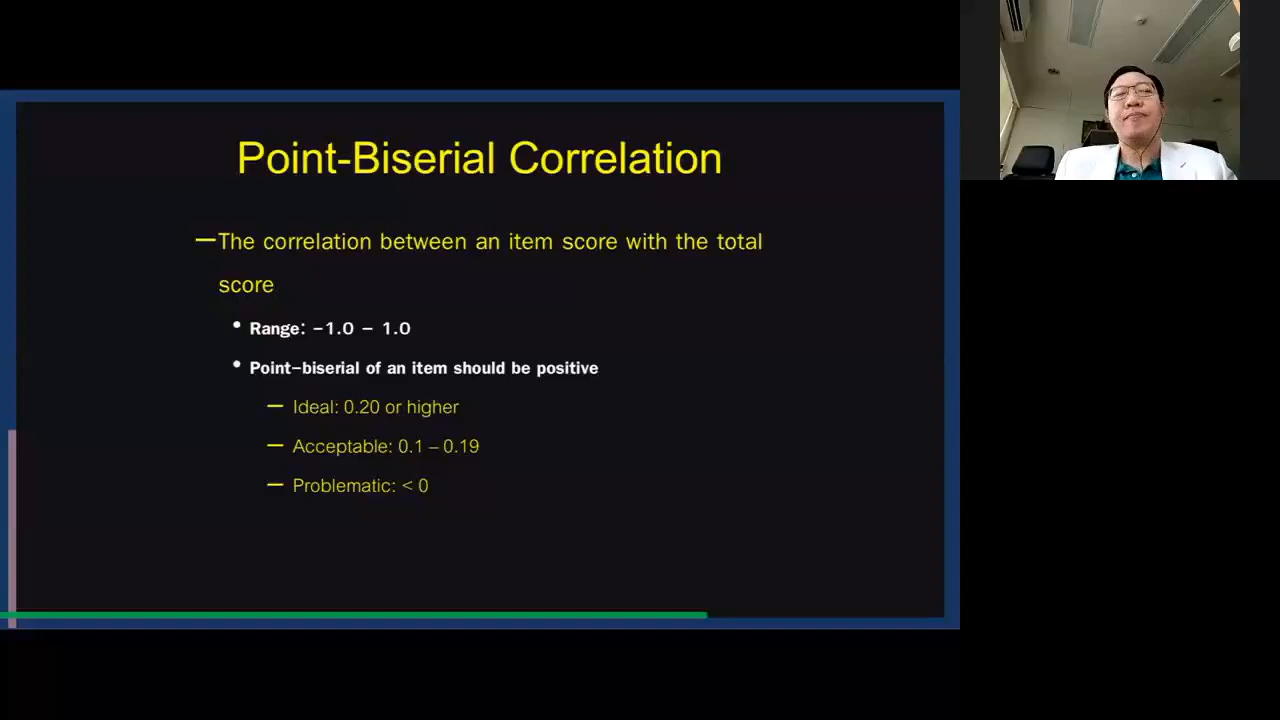 Point-Biserial Correlation
—The correlation between an item score with the total
score
• Range: -1.0 – 1.0
• Point-biserial of an item should be positive
— Ideal: 0.20 or higher
— Acceptable: 0.1 – 0.19
— Problematic: < 0